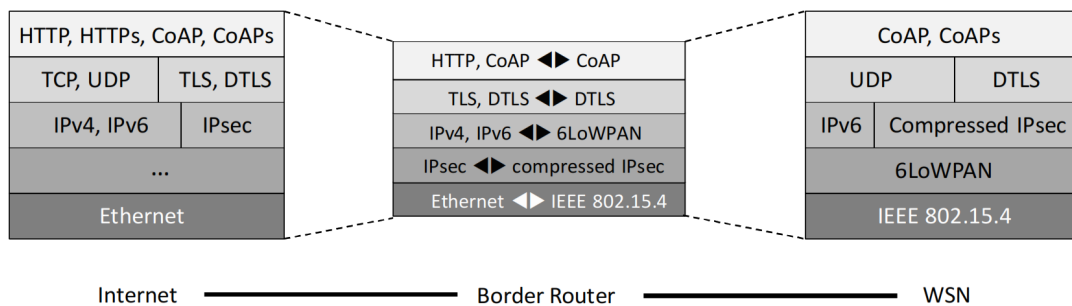 HTTP, HTTPs, CoAP, CoAPs
TCP, UDP
TLS, DTLS
IPv4, IPv6
IPsec
...
Ethernet
HTTP, CoAP ◀▶ CoAP
TLS, DTLS ◀▶ DTLS
IPv4, IPv6 ◀▶ 6LoWPAN
IPsec ◀▶ compressed IPsec
Ethernet ◀▶ IEEE 802.15.4
CoAP, CoAPs
UDP
DTLS
IPv6
Compressed IPsec
6LoWPAN
IEEE 802.15.4
Internet
Border Router
WSN